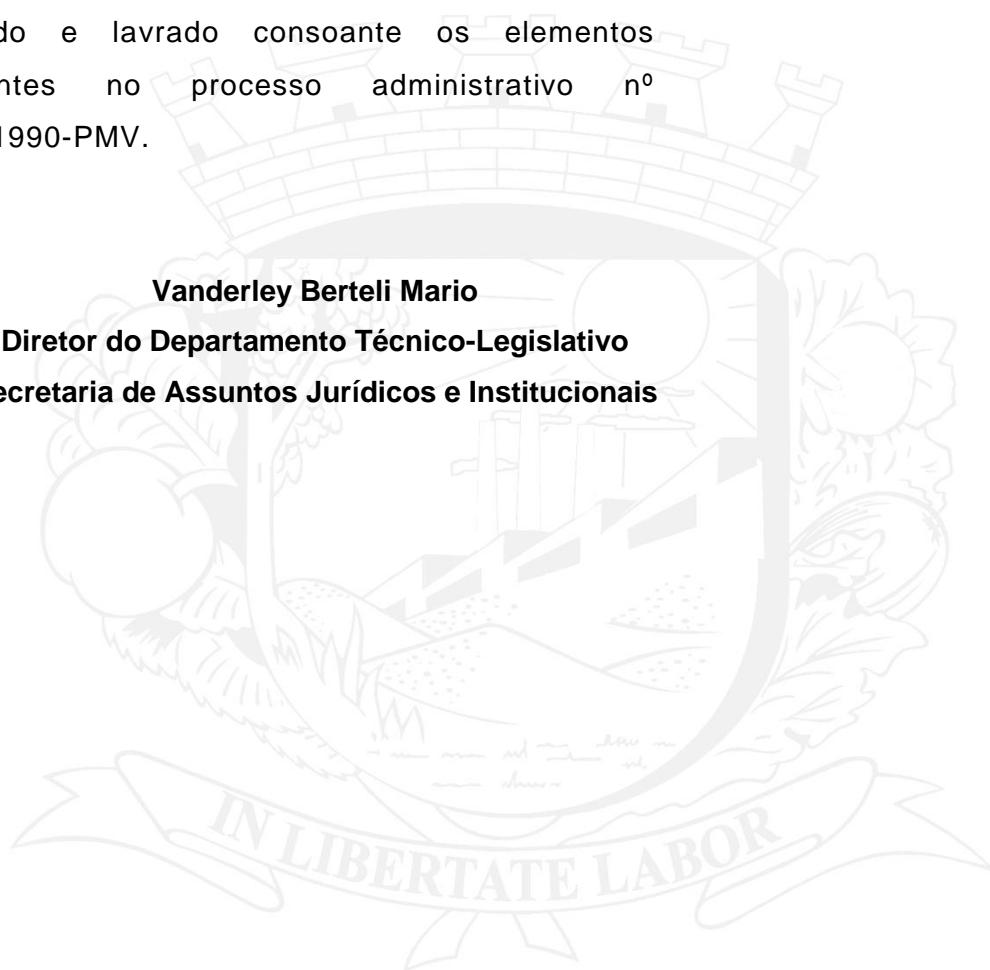 do e lavrado consoante os elementos
ntes no processo administrativo nº
1990-PMV.
Vanderley Berteli Mario
Diretor do Departamento Técnico-Legislativo
ecretaria de Assuntos Jurídicos e Institucionais
IN LIBERTATE LABOR